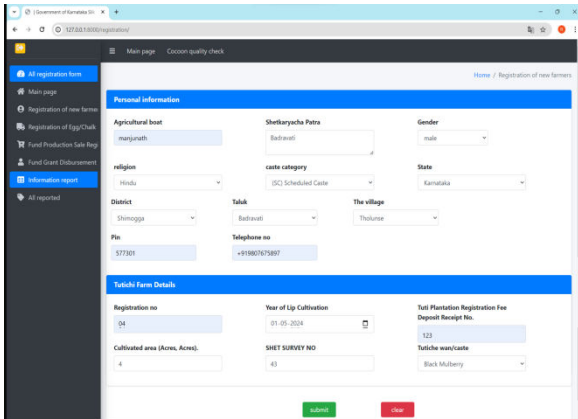 | Government of Karnataka Silk
127.0.0.1:8000/registration/
Main page Cocoon quality check
All registration form
Main page
Registration of new farmer
Registration of Egg/Chalk
Fund Production Sale Regi
Fund Grant Disbursement
Information report
All reported
Home / Registration of new farmers
Personal information
Agricultural boat Shetkaryacha Patra Gender
manjunath Badravati male
religion caste category State
Hindu (SC) Scheduled Caste Karnataka
District Taluk The village
Shimogga Badravati Tholunse
Pin Telephone no
577301 +919807675897
Tutichi Farm Details
Registration no Year of Lip Cultivation Tuti Plantation Registration Fee
Deposit Receipt No.
04 01-05-2024 123
Cultivated area (Acres, Acres). SHET SURVEY NO Tutiche wan/caste
4 43 Black Mulberry
submit clear